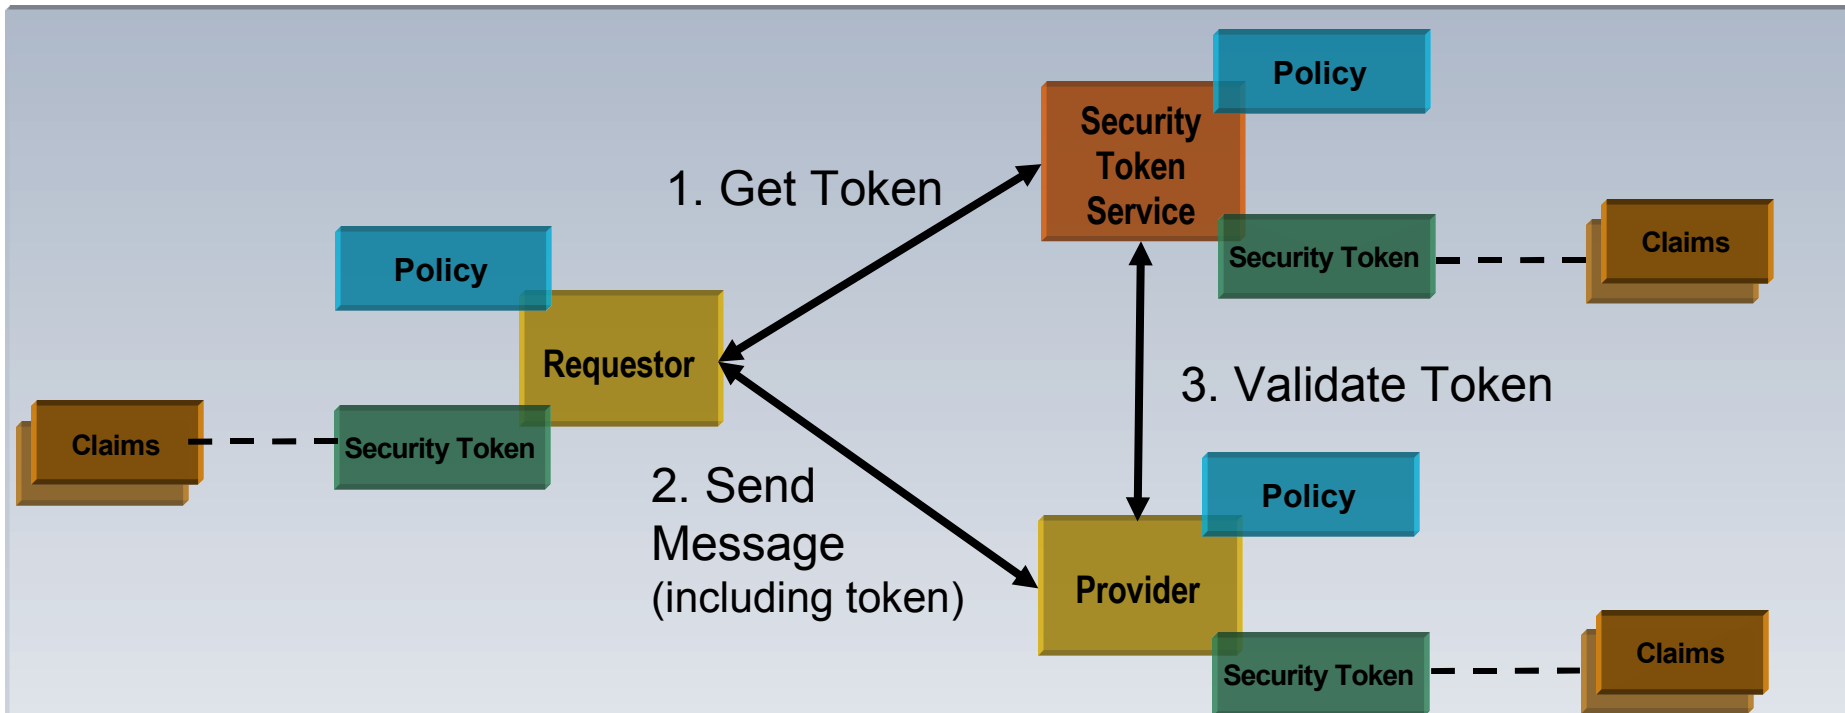 Policy
Security
Token
Service
1. Get Token
Security Token
Claims
Policy
Requestor
Claims
Security Token
3. Validate Token
2. Send
Message
(including token)
Policy
Provider
Security Token
Claims